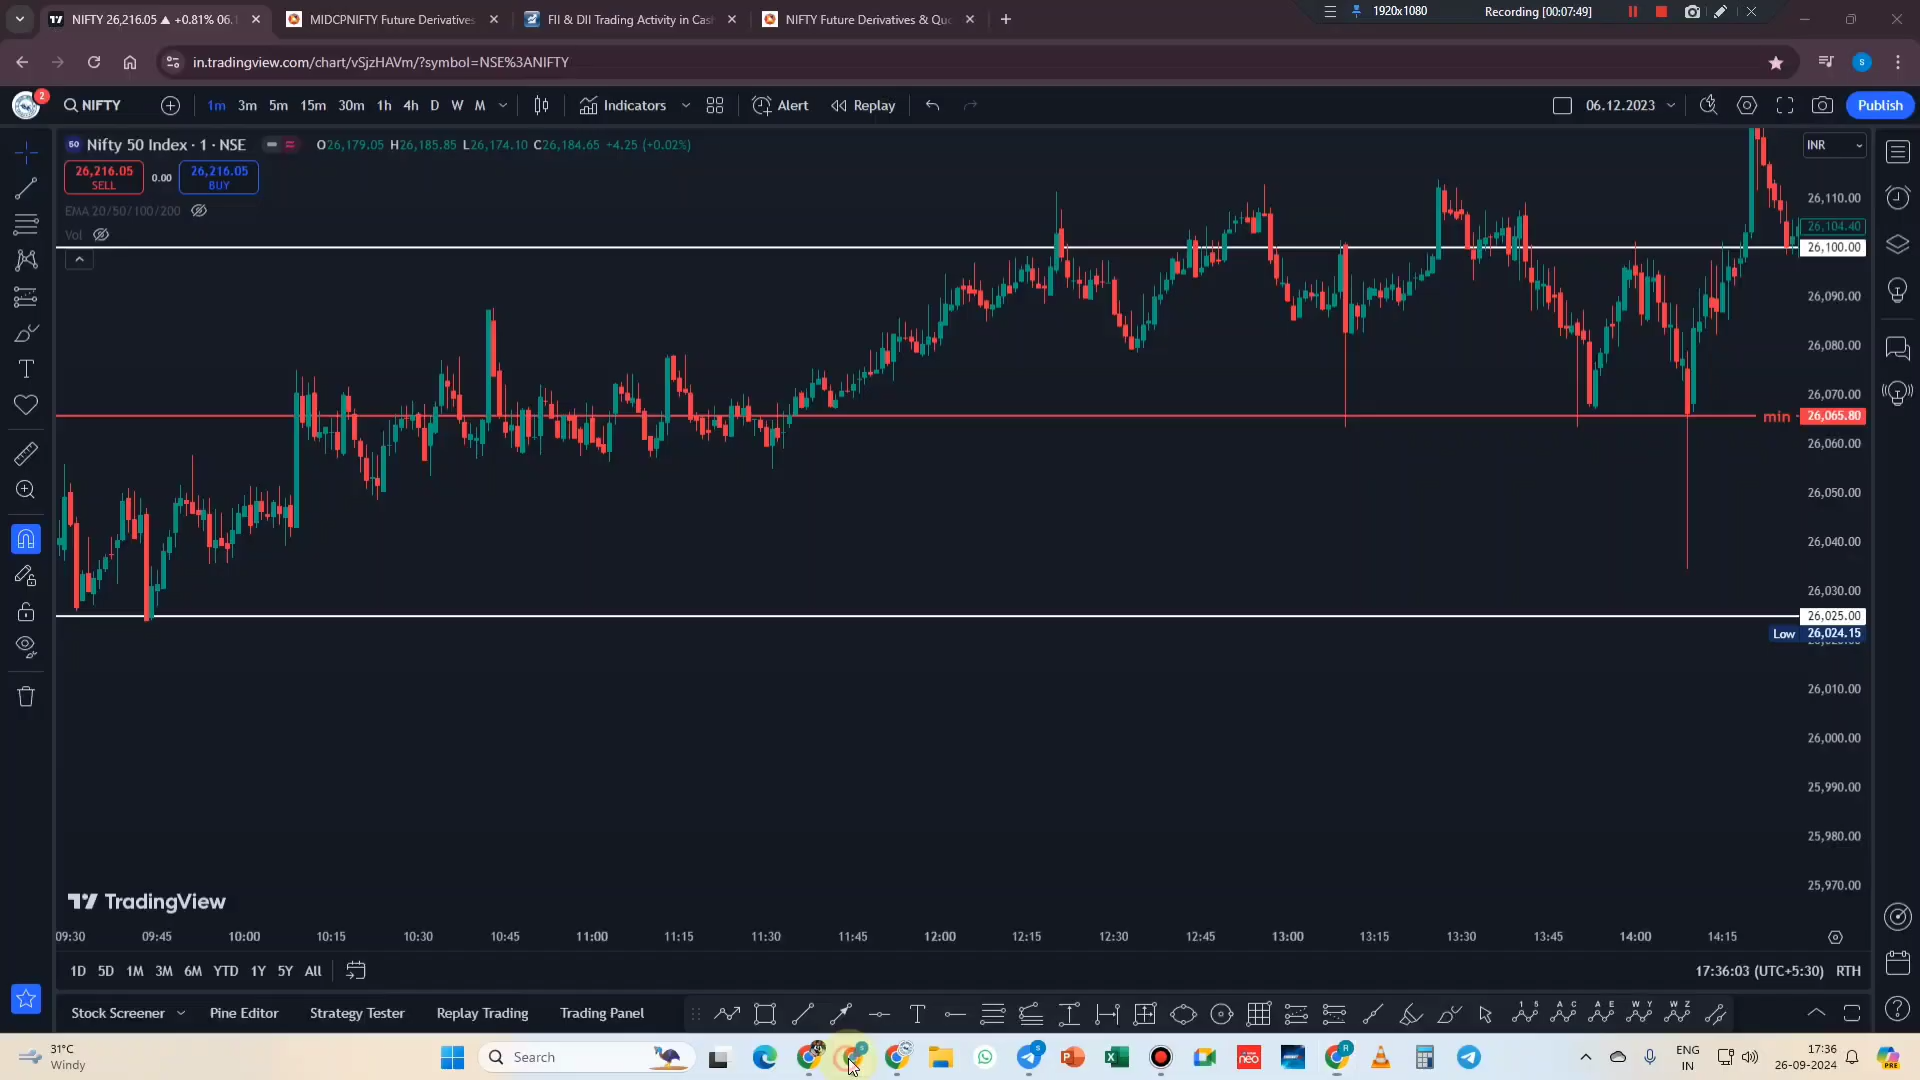 NIFTY 26,216.05 ▲ +0.81% 06.
MIDCPNIFTY Future Derivatives
FII & DII Trading Activity in Cas
NIFTY Future Derivatives & Quo
1920x1080
Recording [00:07:49]
in.tradingview.com/chart/vSjzHAVm/?symbol=NSE%3ANIFTY
S
2
NIFTY
1m 3m 5m 15m 30m 1h 4h D W M
Indicators
Alert
Replay
06.12.2023
Publish
50 Nifty 50 Index · 1 · NSE
O26,179.05 H26,185.85 L26,174.10 C26,184.65 +4.25 (+0.02%)
INR
26,216.05
SELL
0.00
26,216.05
BUY
EMA 20/50/100/200
Vol
26,110.00
26,104.40
26,100.00
26,090.00
26,080.00
26,070.00
min 26,065.80
26,060.00
26,050.00
26,040.00
26,030.00
26,025.00
Low 26,024.15
26,010.00
26,000.00
25,990.00
25,980.00
25,970.00
TradingView
09:30 09:45 10:00 10:15 10:30 10:45 11:00 11:15 11:30 11:45 12:00 12:15 12:30 12:45 13:00 13:15 13:30 13:45 14:00 14:15
1D 5D 1M 3M 6M YTD 1Y 5Y All
17:36:03 (UTC+5:30) RTH
Stock Screener Pine Editor Strategy Tester Replay Trading Trading Panel
31°C
Windy
Search
neo
ENG
IN
17:36
26-09-2024
PRE